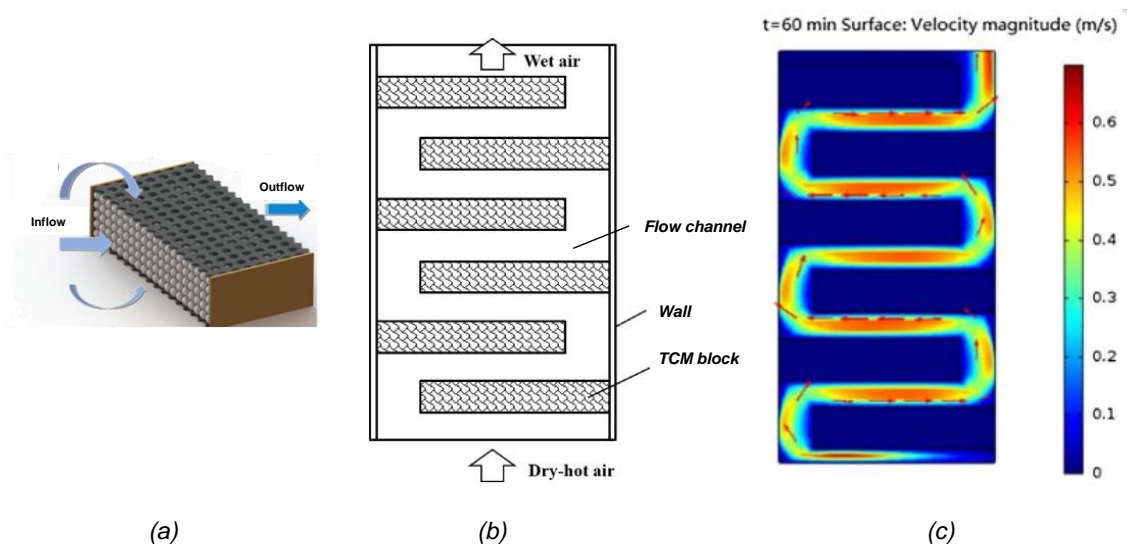 t=60 min Surface: Velocity magnitude (m/s)
Wet air
Inflow
Outflow
Flow channel
Wall
TCM block
Dry-hot air
0.6
0.5
0.4
0.3
0.2
0.1
0
(a)
(b)
(c)